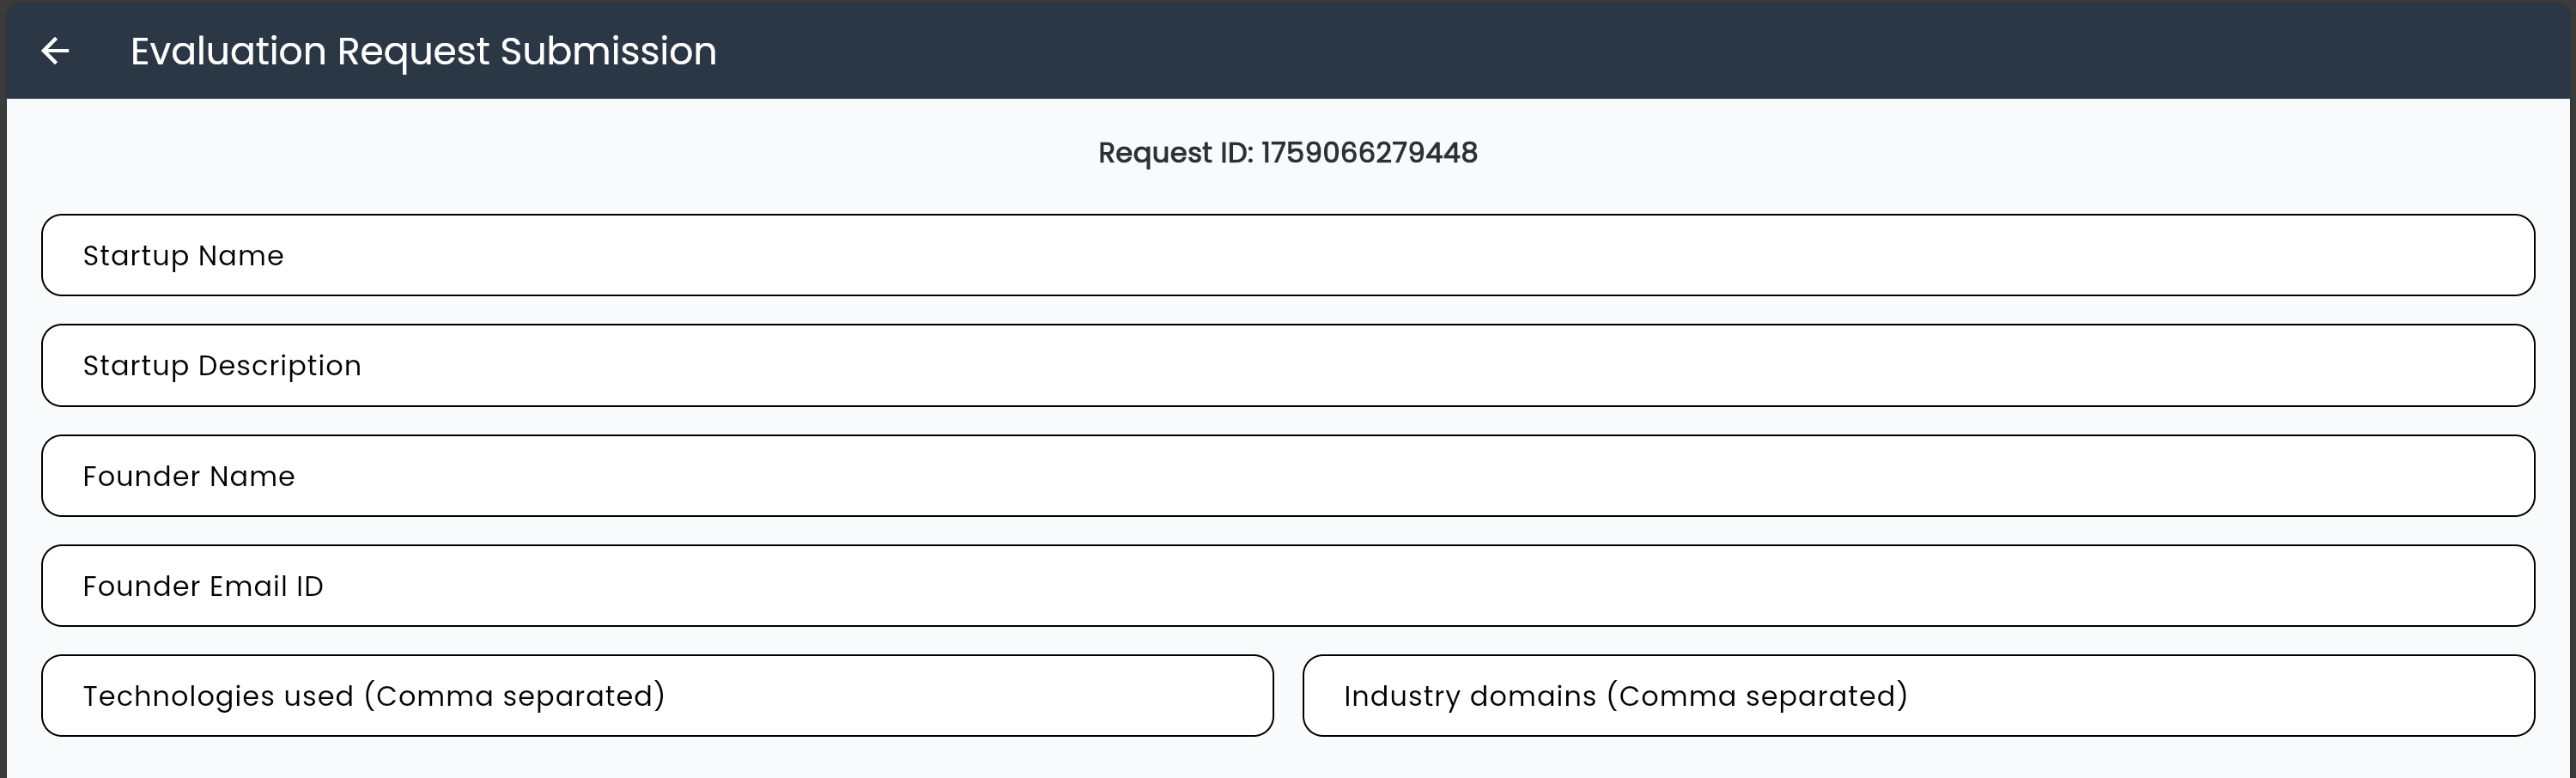 Evaluation Request Submission
Request ID: 1759066279448
Startup Name
Startup Description
Founder Name
Founder Email ID
Technologies used (Comma separated)
Industry domains (Comma separated)